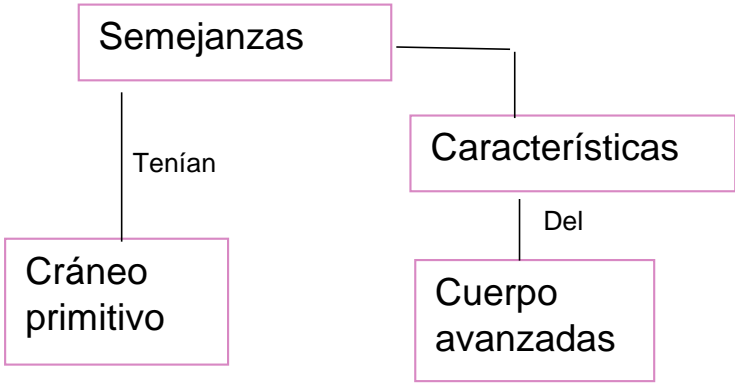 Semejanzas
Características
Tenían
Del
Cráneo
primitivo
Cuerpo
avanzadas